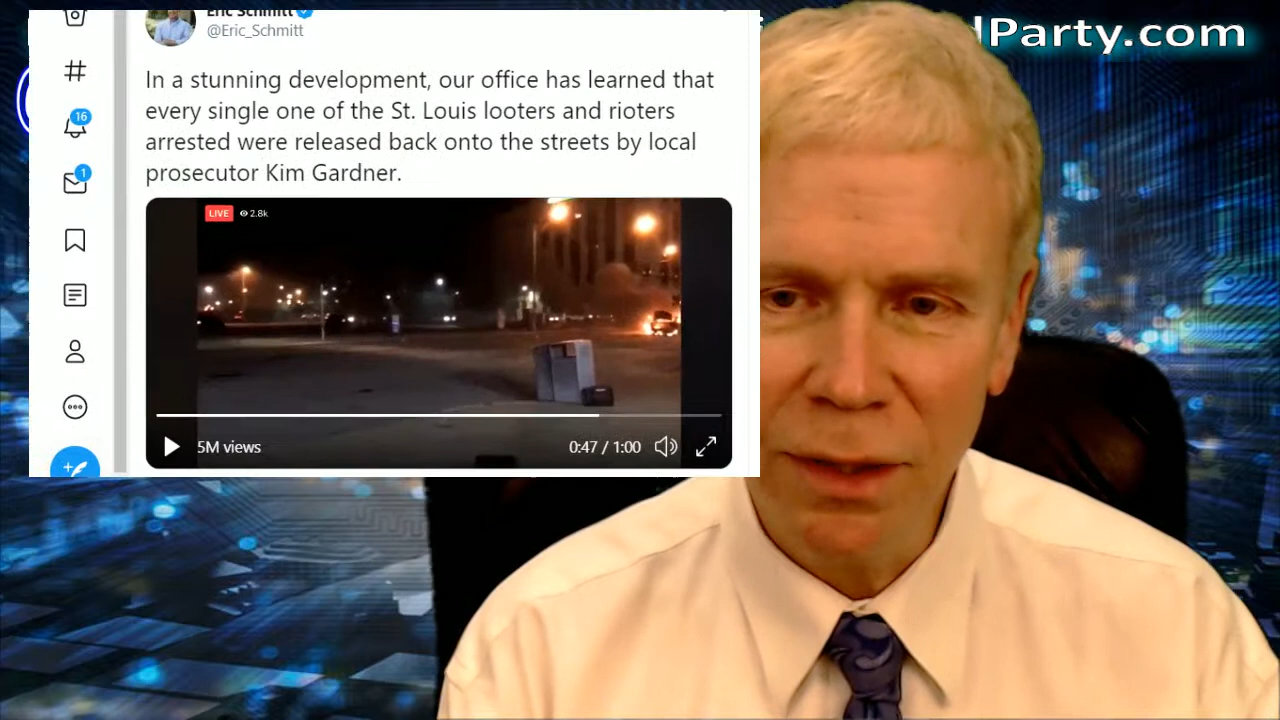 Eric Schmitt
@Eric_Schmitt
dParty.com
16
1
In a stunning development, our office has learned that
every single one of the St. Louis looters and rioters
arrested were released back onto the streets by local
prosecutor Kim Gardner.
LIVE 2.8k
5M views 0:47 / 1:00